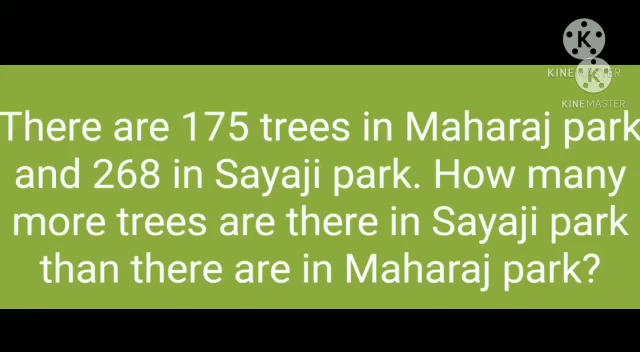 K
KINEMASTER
K
KINEMASTER
There are 175 trees in Maharaj park
and 268 in Sayaji park. How many
more trees are there in Sayaji park
than there are in Maharaj park?